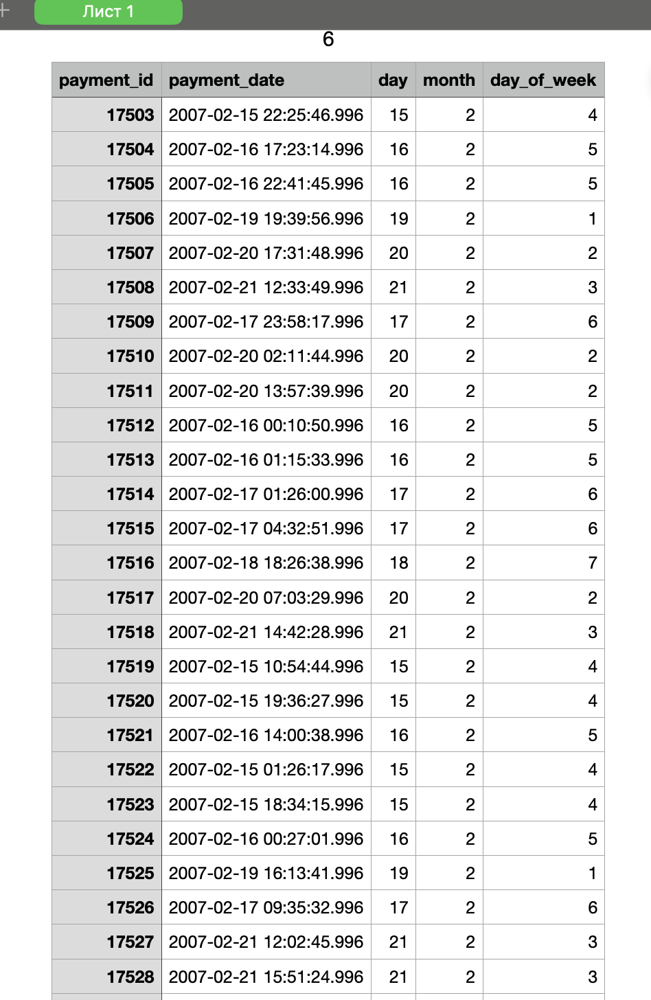 Лист 1
6
payment_id payment_date day month day_of_week
17503 2007-02-15 22:25:46.996 15 2 4
17504 2007-02-16 17:23:14.996 16 2 5
17505 2007-02-16 22:41:45.996 16 2 5
17506 2007-02-19 19:39:56.996 19 2 1
17507 2007-02-20 17:31:48.996 20 2 2
17508 2007-02-21 12:33:49.996 21 2 3
17509 2007-02-17 23:58:17.996 17 2 6
17510 2007-02-20 02:11:44.996 20 2 2
17511 2007-02-20 13:57:39.996 20 2 2
17512 2007-02-16 00:10:50.996 16 2 5
17513 2007-02-16 01:15:33.996 16 2 5
17514 2007-02-17 01:26:00.996 17 2 6
17515 2007-02-17 04:32:51.996 17 2 6
17516 2007-02-18 18:26:38.996 18 2 7
17517 2007-02-20 07:03:29.996 20 2 2
17518 2007-02-21 14:42:28.996 21 2 3
17519 2007-02-15 10:54:44.996 15 2 4
17520 2007-02-15 19:36:27.996 15 2 4
17521 2007-02-16 14:00:38.996 16 2 5
17522 2007-02-15 01:26:17.996 15 2 4
17523 2007-02-15 18:34:15.996 15 2 4
17524 2007-02-16 00:27:01.996 16 2 5
17525 2007-02-19 16:13:41.996 19 2 1
17526 2007-02-17 09:35:32.996 17 2 6
17527 2007-02-21 12:02:45.996 21 2 3
17528 2007-02-21 15:51:24.996 21 2 3